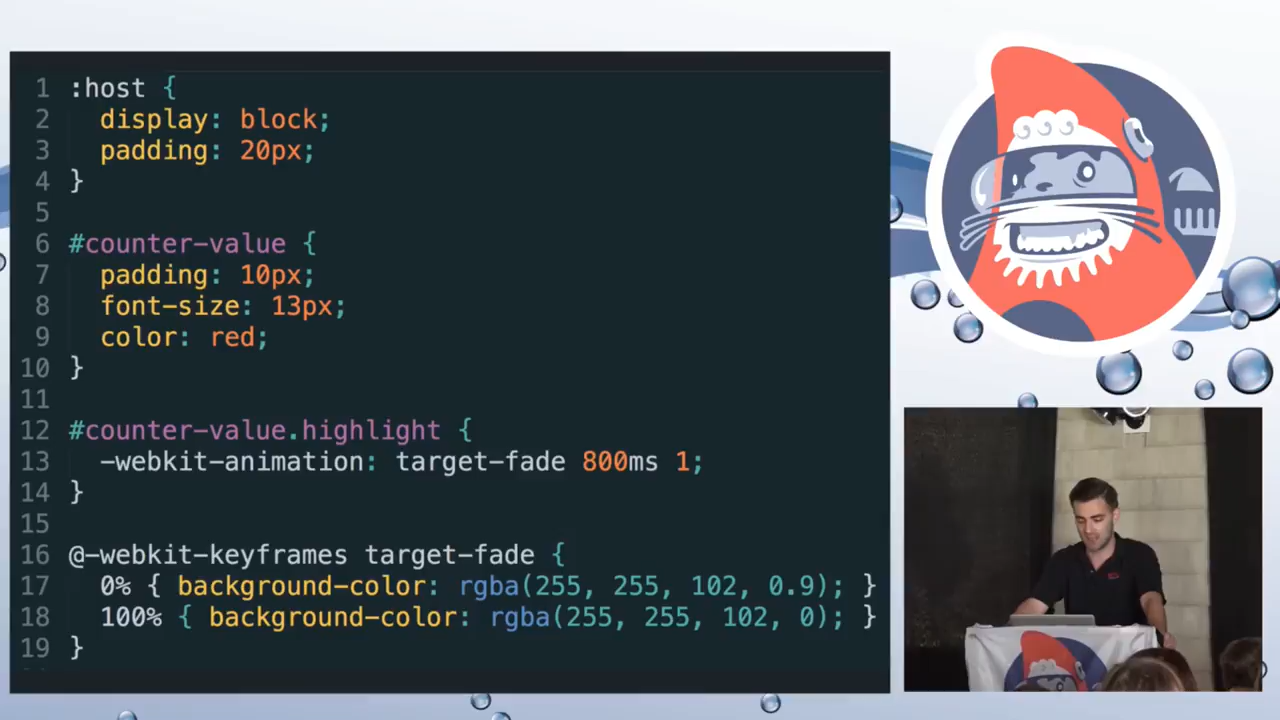 1 :host {
2 display: block;
3 padding: 20px;
4 }
5
6 #counter-value {
7 padding: 10px;
8 font-size: 13px;
9 color: red;
10 }
11
12 #counter-value.highlight {
13 -webkit-animation: target-fade 800ms 1;
14 }
15
16 @-webkit-keyframes target-fade {
17 0% { background-color: rgba(255, 255, 102, 0.9); }
18 100% { background-color: rgba(255, 255, 102, 0); }
19 }